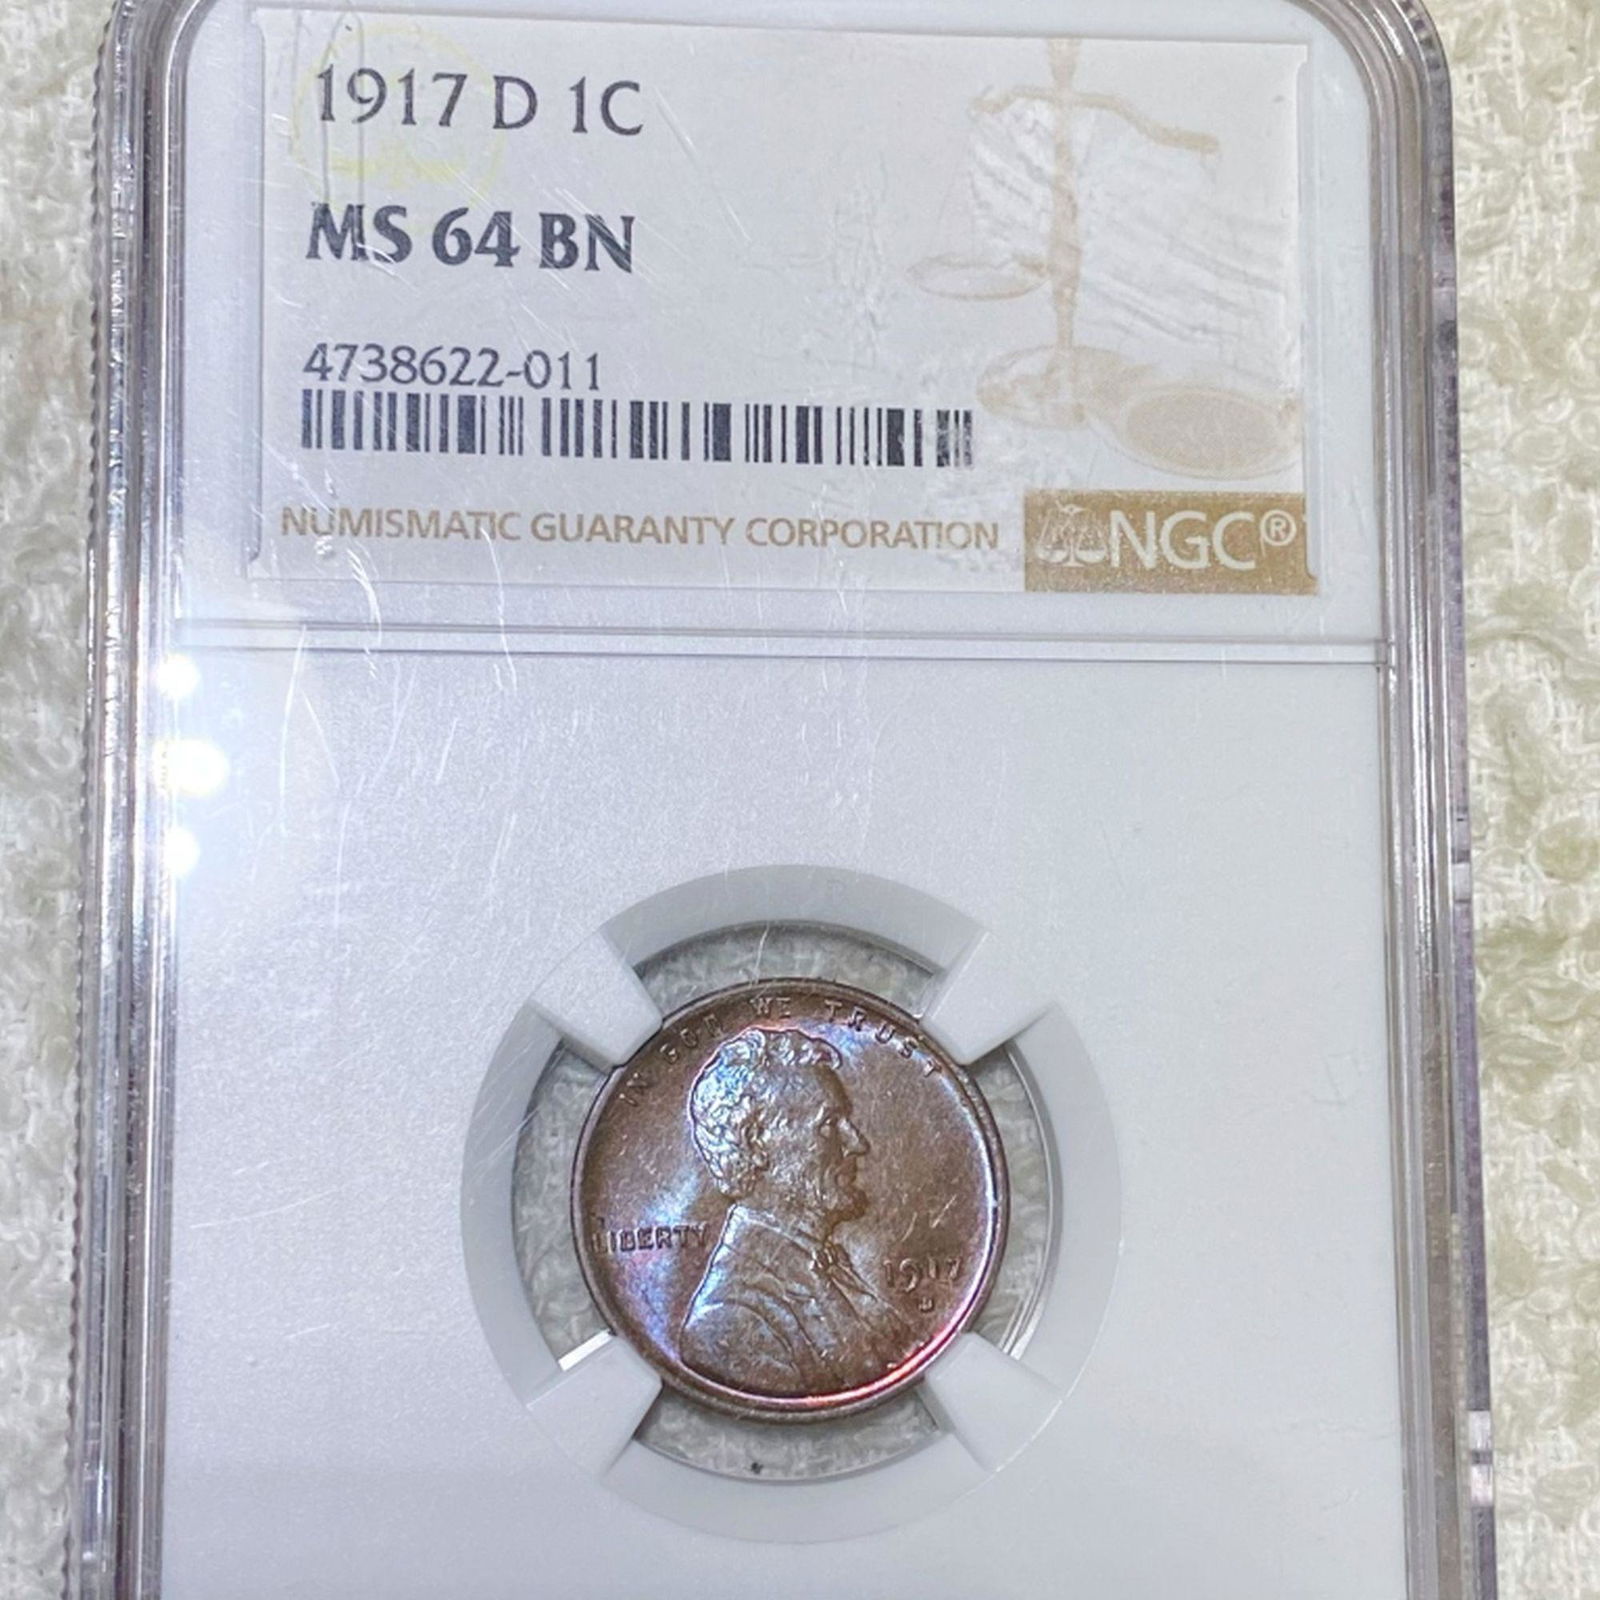 1917 D 1C
MS 64 BN
4738622-011
NUMISMATIC GUARANTY CORPORATION NGC®
IN GOD WE TRUST
LIBERTY
1917
D